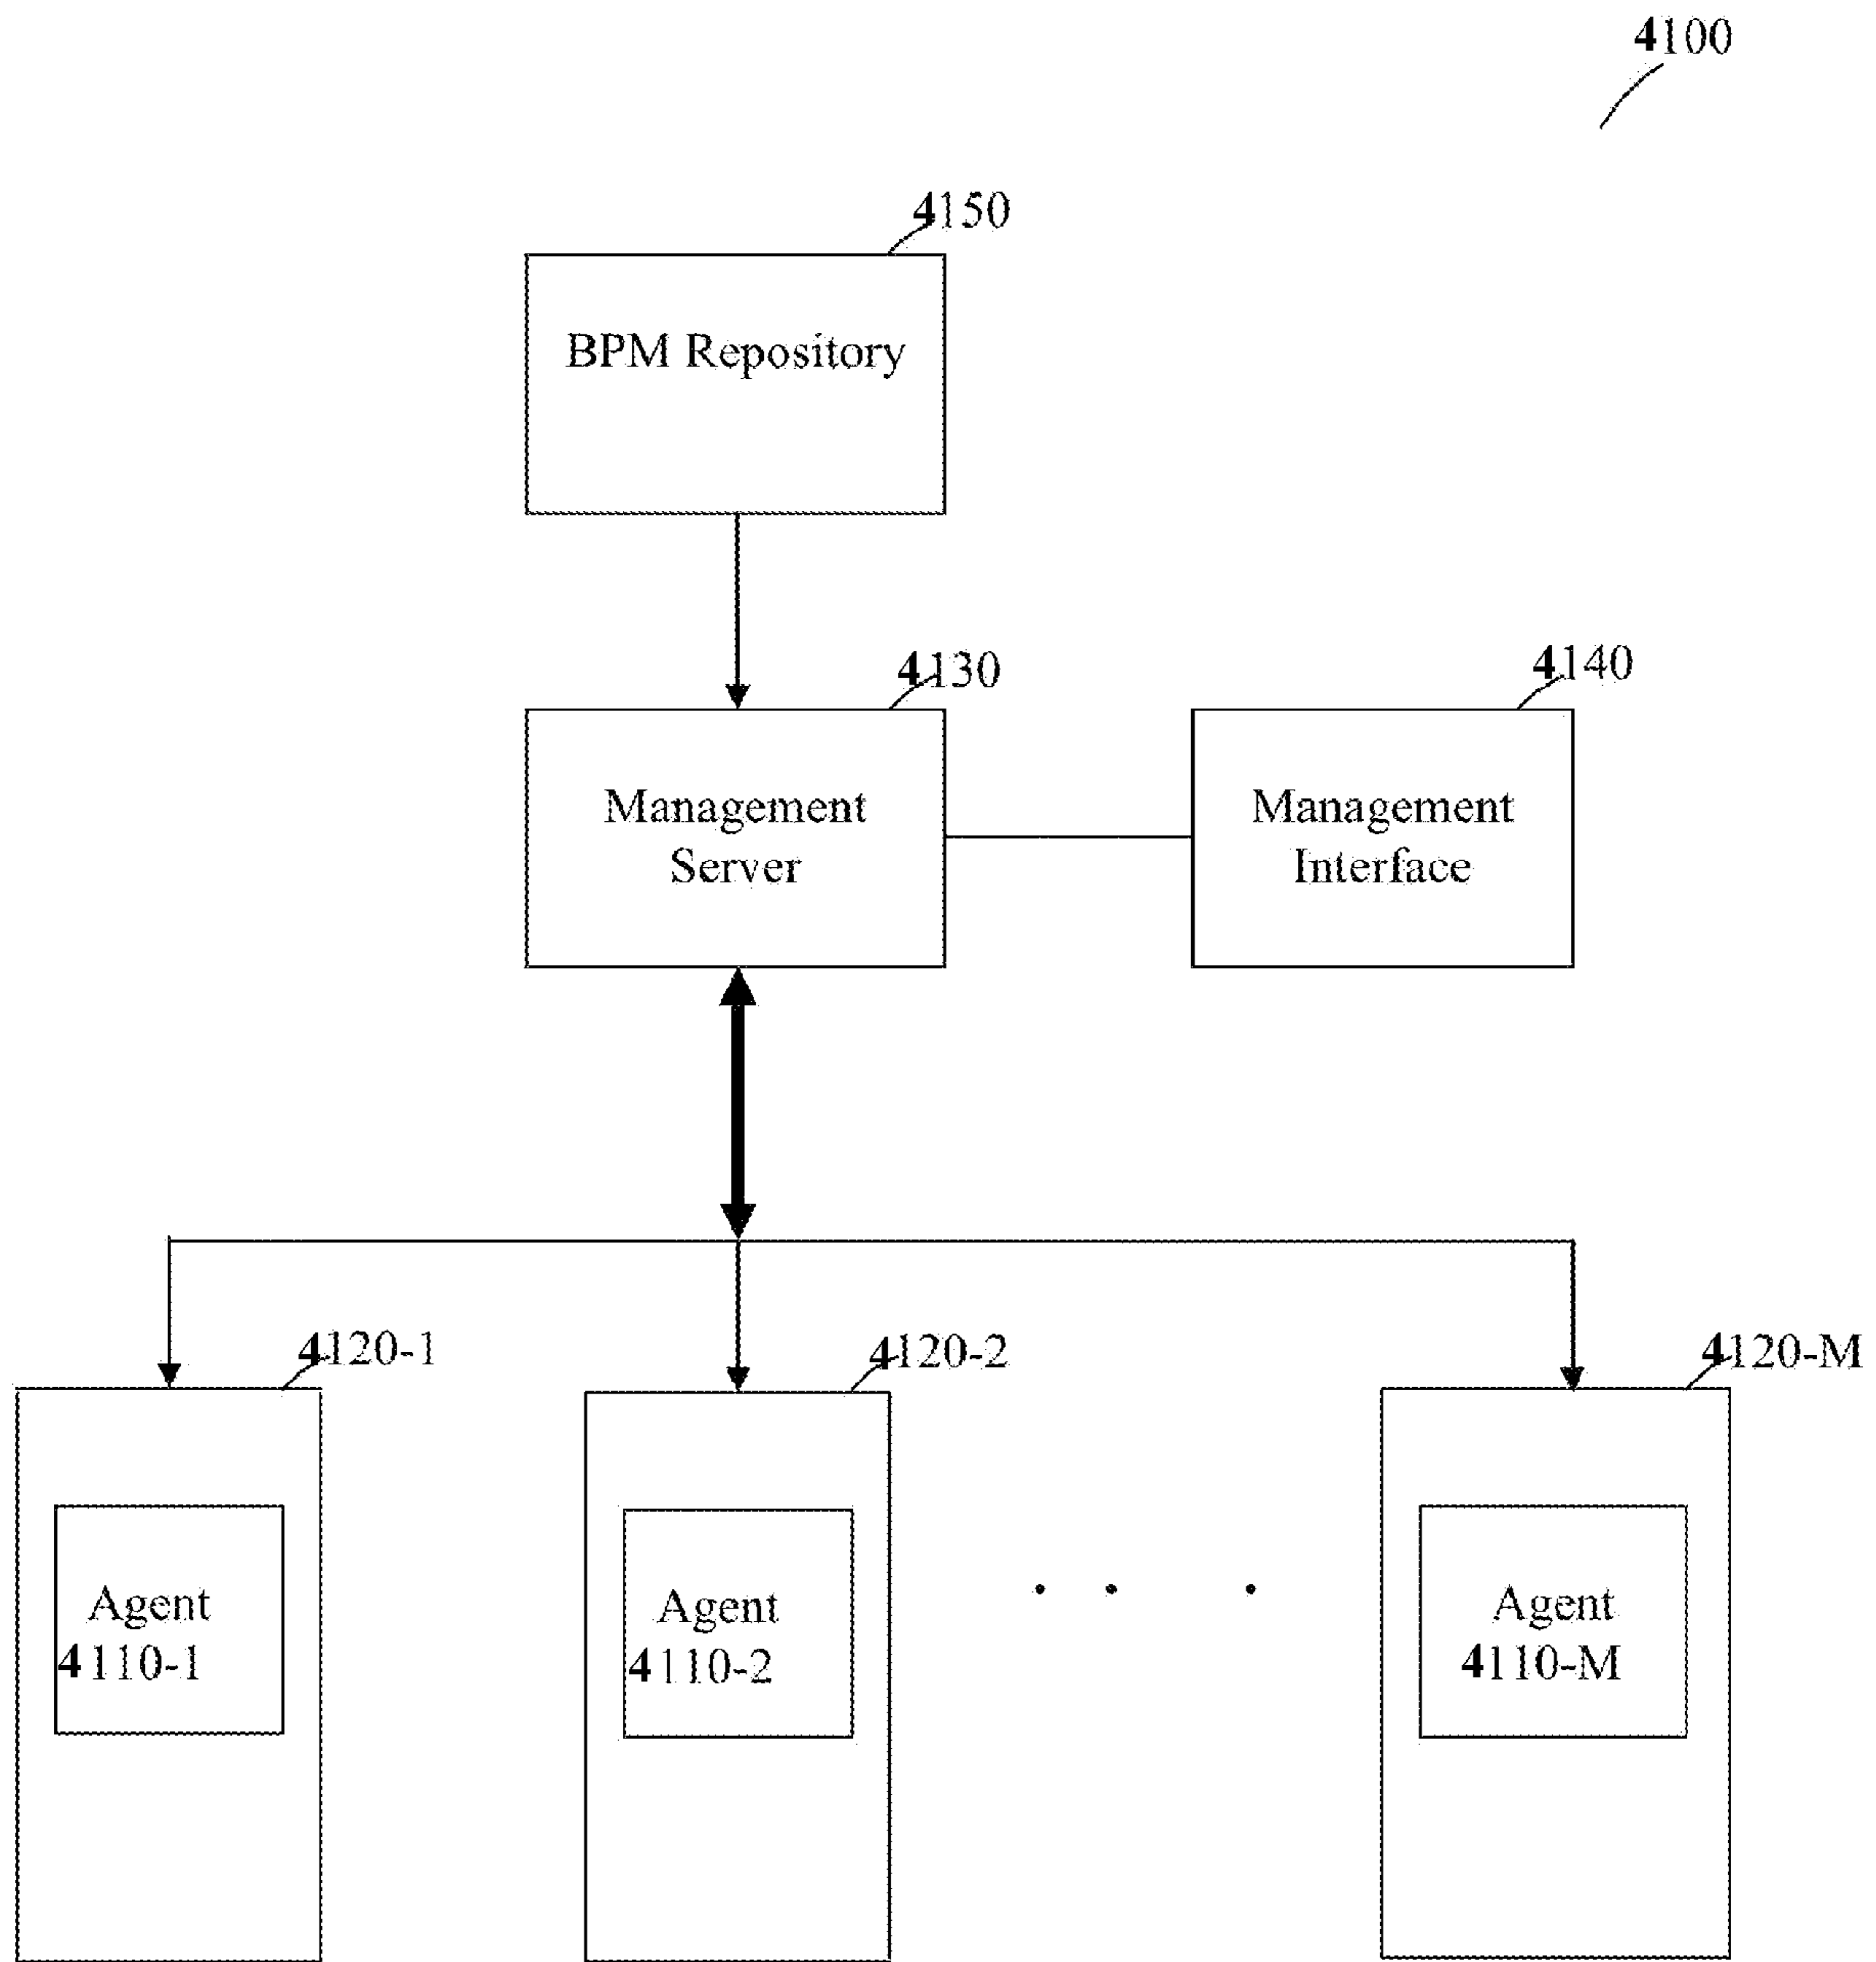 4100
4150
BPM Repository
4130
4140
Management
Server
Management
Interface
4120-1
4120-2
4120-M
Agent
4110-1
Agent
4110-2
Agent
4110-M